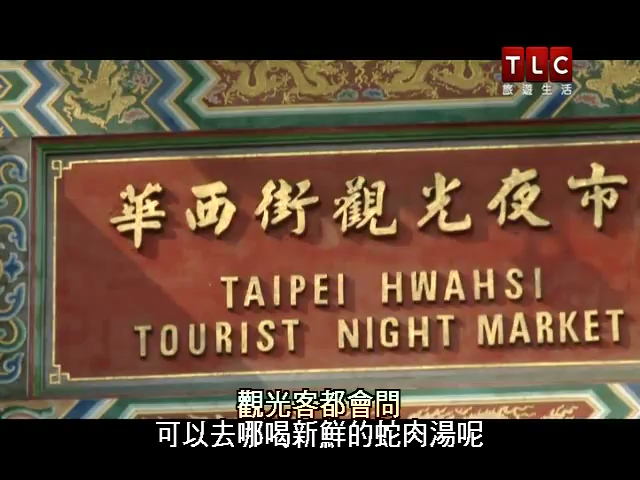 TLC
旅遊生活
華西街觀光夜市
TAIPEI HWAHSI
TOURIST NIGHT MARKET
觀光客都會問
可以去哪喝新鮮的蛇肉湯呢